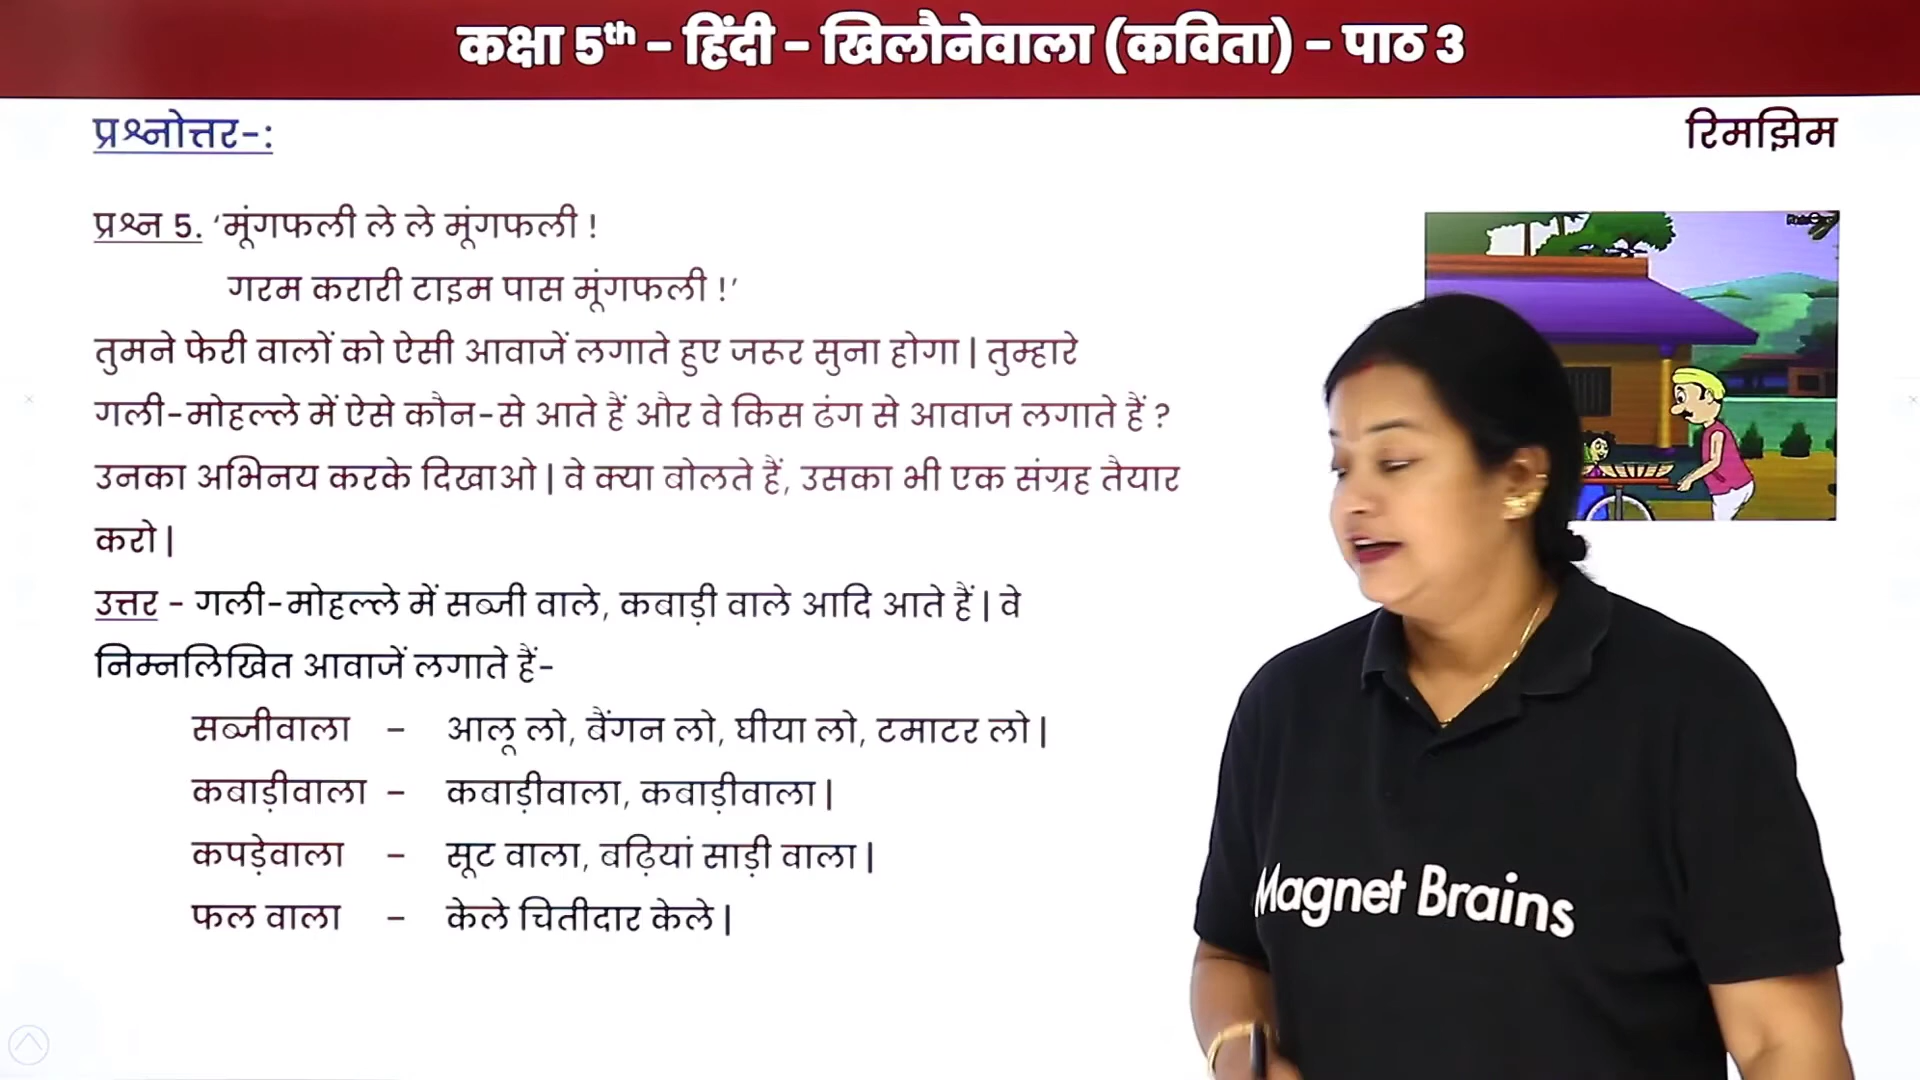 कक्षा 5th - हिंदी - खिलौनेवाला (कविता) - पाठ 3
प्रश्नोत्तर-:
रिमझिम
प्रश्न 5. ‘मूंगफली ले ले मूंगफली !
गरम करारी टाइम पास मूंगफली !’
तुमने फेरी वालों को ऐसी आवाजें लगाते हुए जरूर सुना होगा | तुम्हारे
गली-मोहल्ले में ऐसे कौन-से आते हैं और वे किस ढंग से आवाज लगाते हैं ?
उनका अभिनय करके दिखाओ | वे क्या बोलते हैं, उसका भी एक संग्रह तैयार
करो |
उत्तर - गली-मोहल्ले में सब्जी वाले, कबाड़ी वाले आदि आते हैं | वे
निम्नलिखित आवाजें लगाते हैं-
सब्जीवाला – आलू लो, बैंगन लो, घीया लो, टमाटर लो |
कबाड़ीवाला – कबाड़ीवाला, कबाड़ीवाला |
कपड़ेवाला – सूट वाला, बढ़ियां साड़ी वाला |
फल वाला – केले चितीदार केले |
Magnet Brains